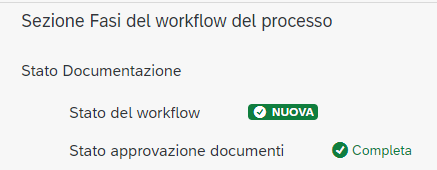 Sezione Fasi del workflow del processo
Stato Documentazione
Stato del workflow NUOVA
Stato approvazione documenti Completa